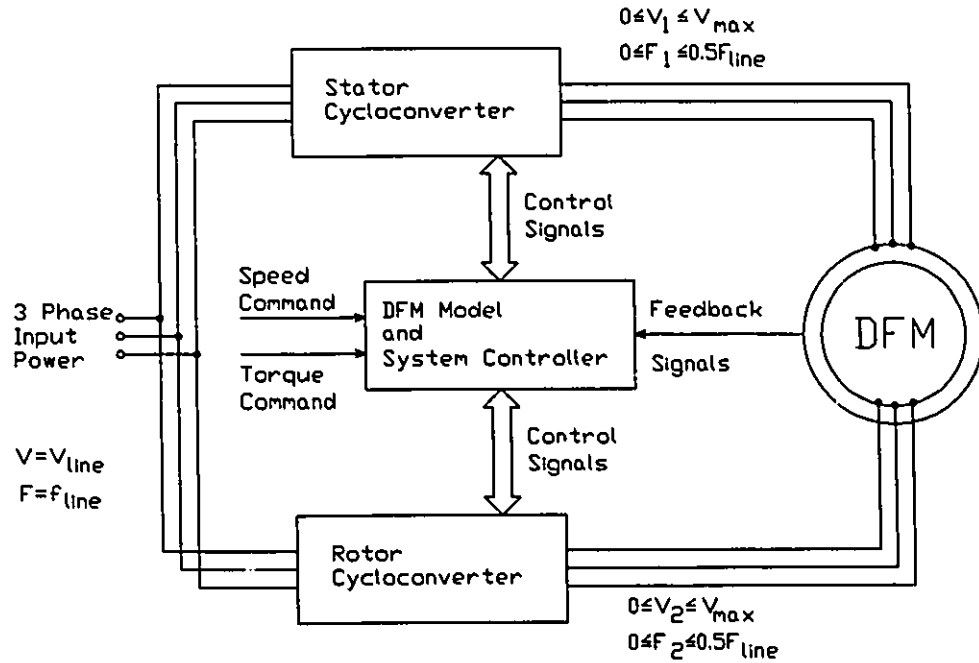 0≤V1≤Vmax
0≤F1≤0.5Fline
Stator
Cycloconverter
Control
Signals
Speed
Command
3 Phase
Input
Power
DFM Model
and
System Controller
Feedback
Signals
DFM
Torque
Command
Control
Signals
V=Vline
F=fline
Rotor
Cycloconverter
0≤V2≤Vmax
0≤F2≤0.5Fline